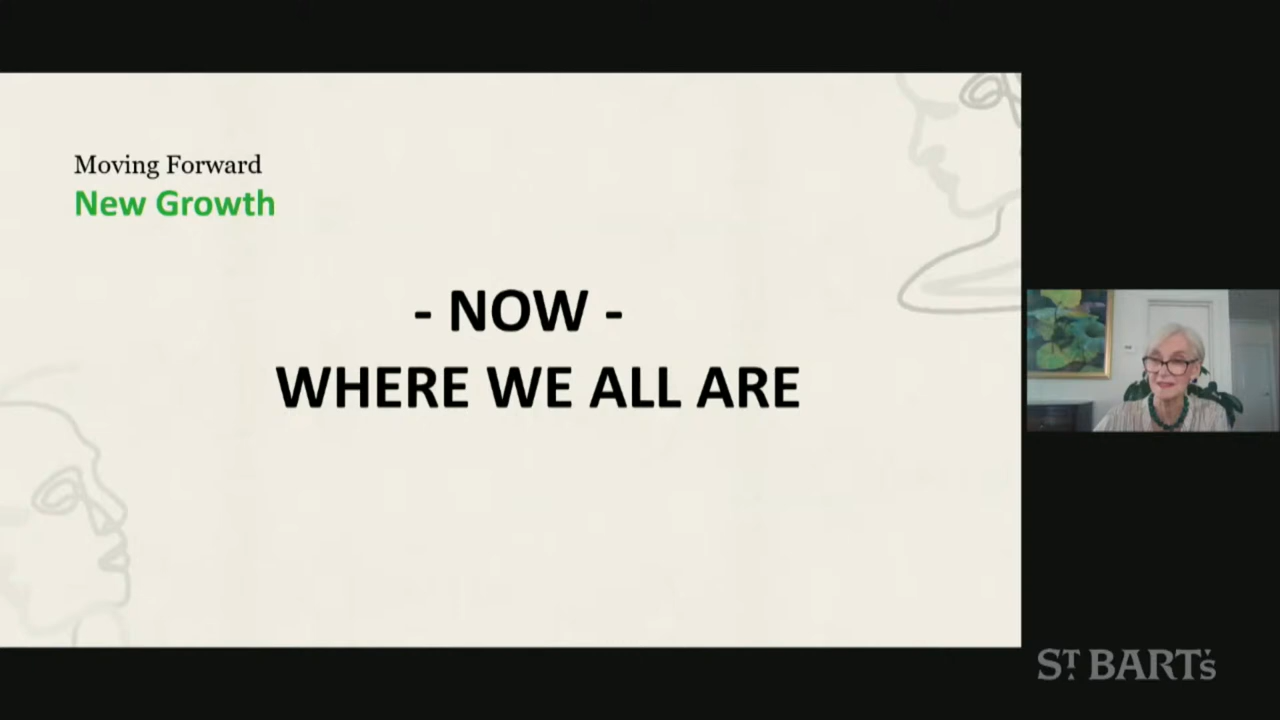 Moving Forward
New Growth
- NOW -
WHERE WE ALL ARE
ST BART'S